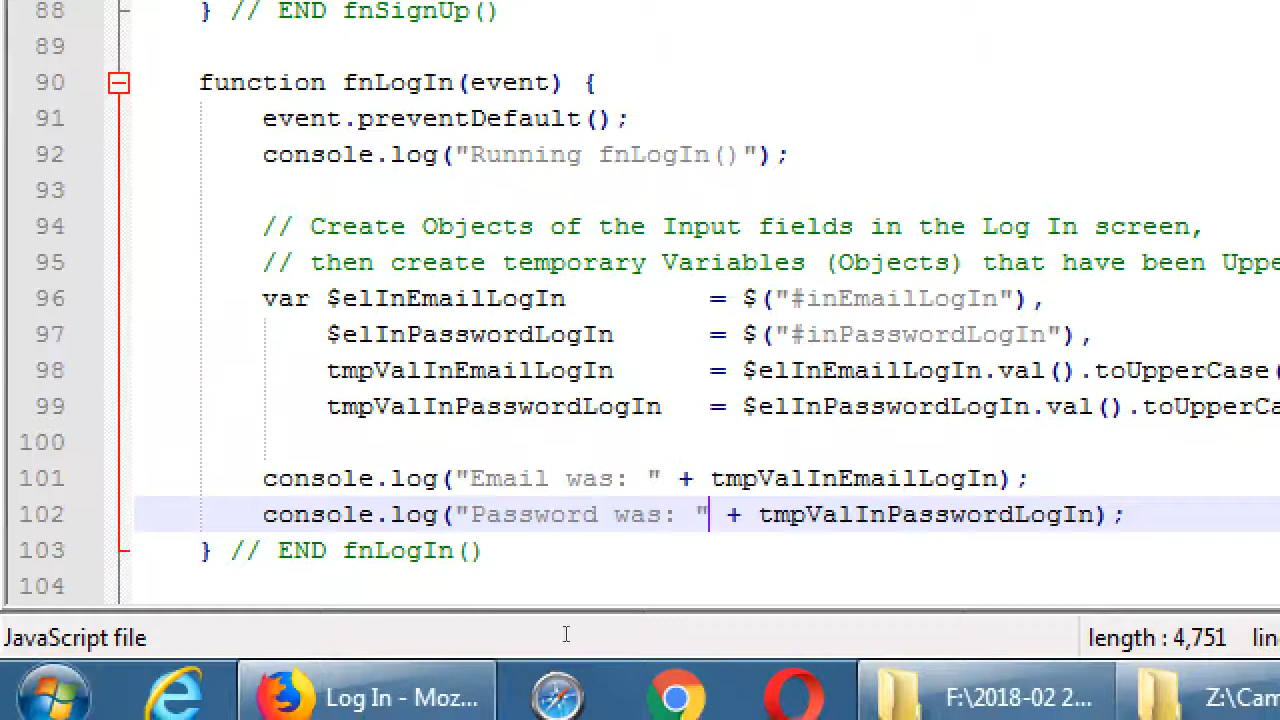 88 } // END fnSignUp()
89
90 function fnLogIn(event) {
91 event.preventDefault();
92 console.log("Running fnLogIn()");
93
94 // Create Objects of the Input fields in the Log In screen,
95 // then create temporary Variables (Objects) that have been Uppe
96 var $elInEmailLogIn = $("#inEmailLogIn"),
97 $elInPasswordLogIn = $("#inPasswordLogIn"),
98 tmpValInEmailLogIn = $elInEmailLogIn.val().toUpperCase(
99 tmpValInPasswordLogIn = $elInPasswordLogIn.val().toUpperCa
100
101 console.log("Email was: " + tmpValInEmailLogIn);
102 console.log("Password was: " + tmpValInPasswordLogIn);
103 } // END fnLogIn()
104
JavaScript file length : 4,751 lin
Log In - Moz... F:\2018-02 2... Z:\Cam